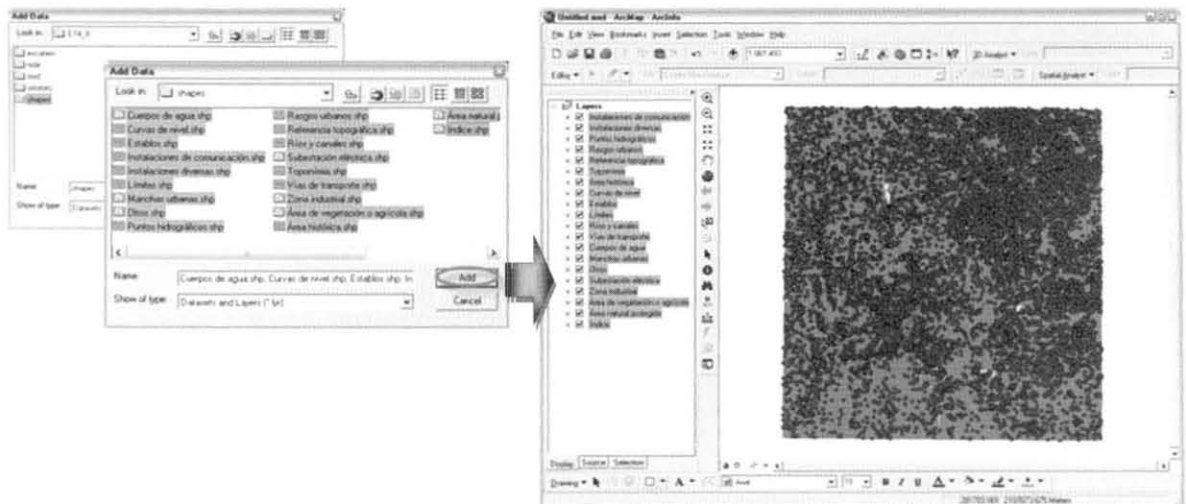 Add Data
Look in:
shapes
Name:
shapes
Show of type:
Add Data
Look in:
shapes
Cuerpos de agua.shp
Curvas de nivel.shp
Establos.shp
Instalaciones de comunicación.shp
Instalaciones diversas.shp
Límites.shp
Manchas urbanas.shp
Otros.shp
Puntos hidrográficos.shp
Rasgos urbanos.shp
Referencia topográfica.shp
Ríos y canales.shp
Subestación eléctrica.shp
Toponimia.shp
Vías de transporte.shp
Zona industrial.shp
Área de vegetación o agrícola.shp
Área histórica.shp
Área natural
Índice.shp
Name:
Cuerpos de agua.shp, Curvas de nivel.shp, Establos.shp, In
Add
Show of type:
Datasets and Layers (*.lyr)
Cancel
Untitled.mxd - ArcMap - ArcInfo
File Edit View Bookmarks Insert Selection Tools Window Help
3D Analyst
Editor
Spatial Analyst
Layers
Instalaciones de comunicación
Instalaciones diversas
Puntos hidrográficos
Rasgos urbanos
Referencia topográfica
Toponimia
Área histórica
Curvas de nivel
Establos
Límites
Ríos y canales
Vías de transporte
Cuerpos de agua
Manchas urbanas
Otros
Subestación eléctrica
Zona industrial
Área de vegetación o agrícola
Área natural protegida
Índice
Display Source Selection
Drawing
A
Arial
10
B I U A
Meters